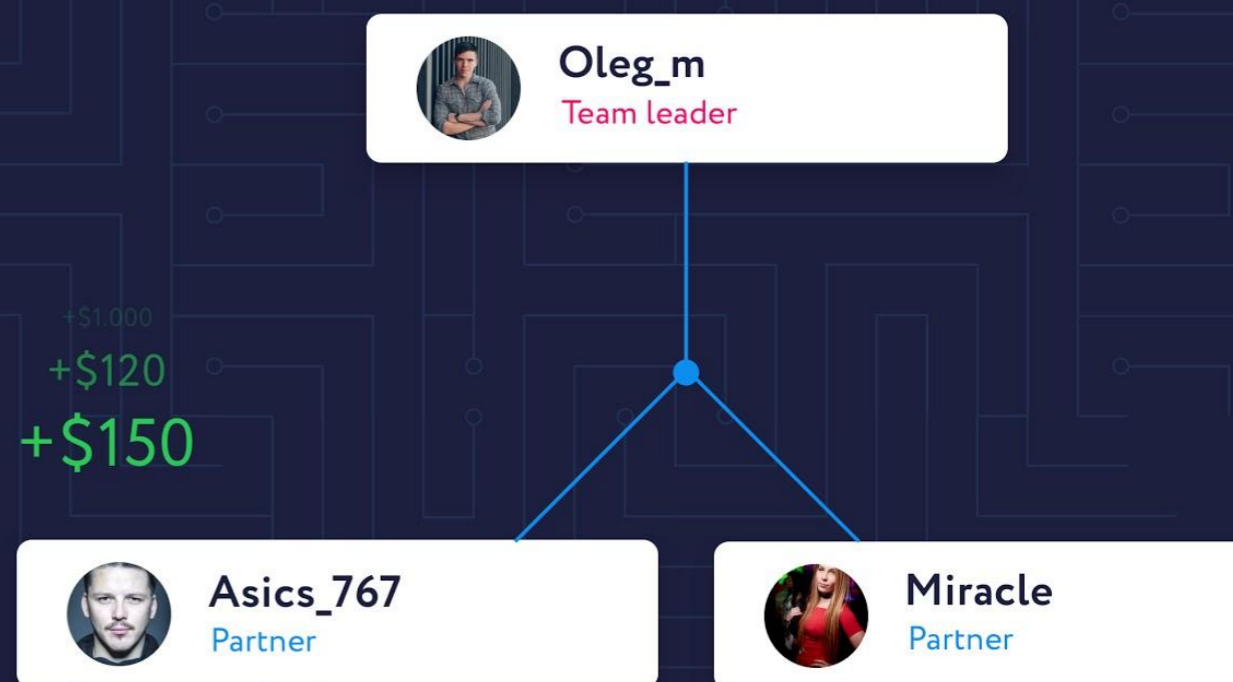 Oleg_m
Team leader
+$1.000
+$120
+$150
Asics_767
Partner
Miracle
Partner